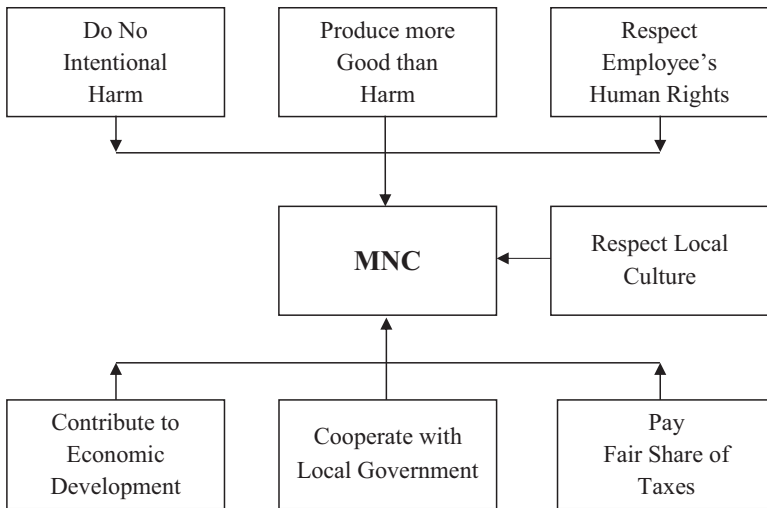 Do No
Intentional
Harm
Produce more
Good than
Harm
Respect
Employee's
Human Rights
MNC
Respect Local
Culture
Contribute to
Economic
Development
Cooperate with
Local Government
Pay
Fair Share of
Taxes